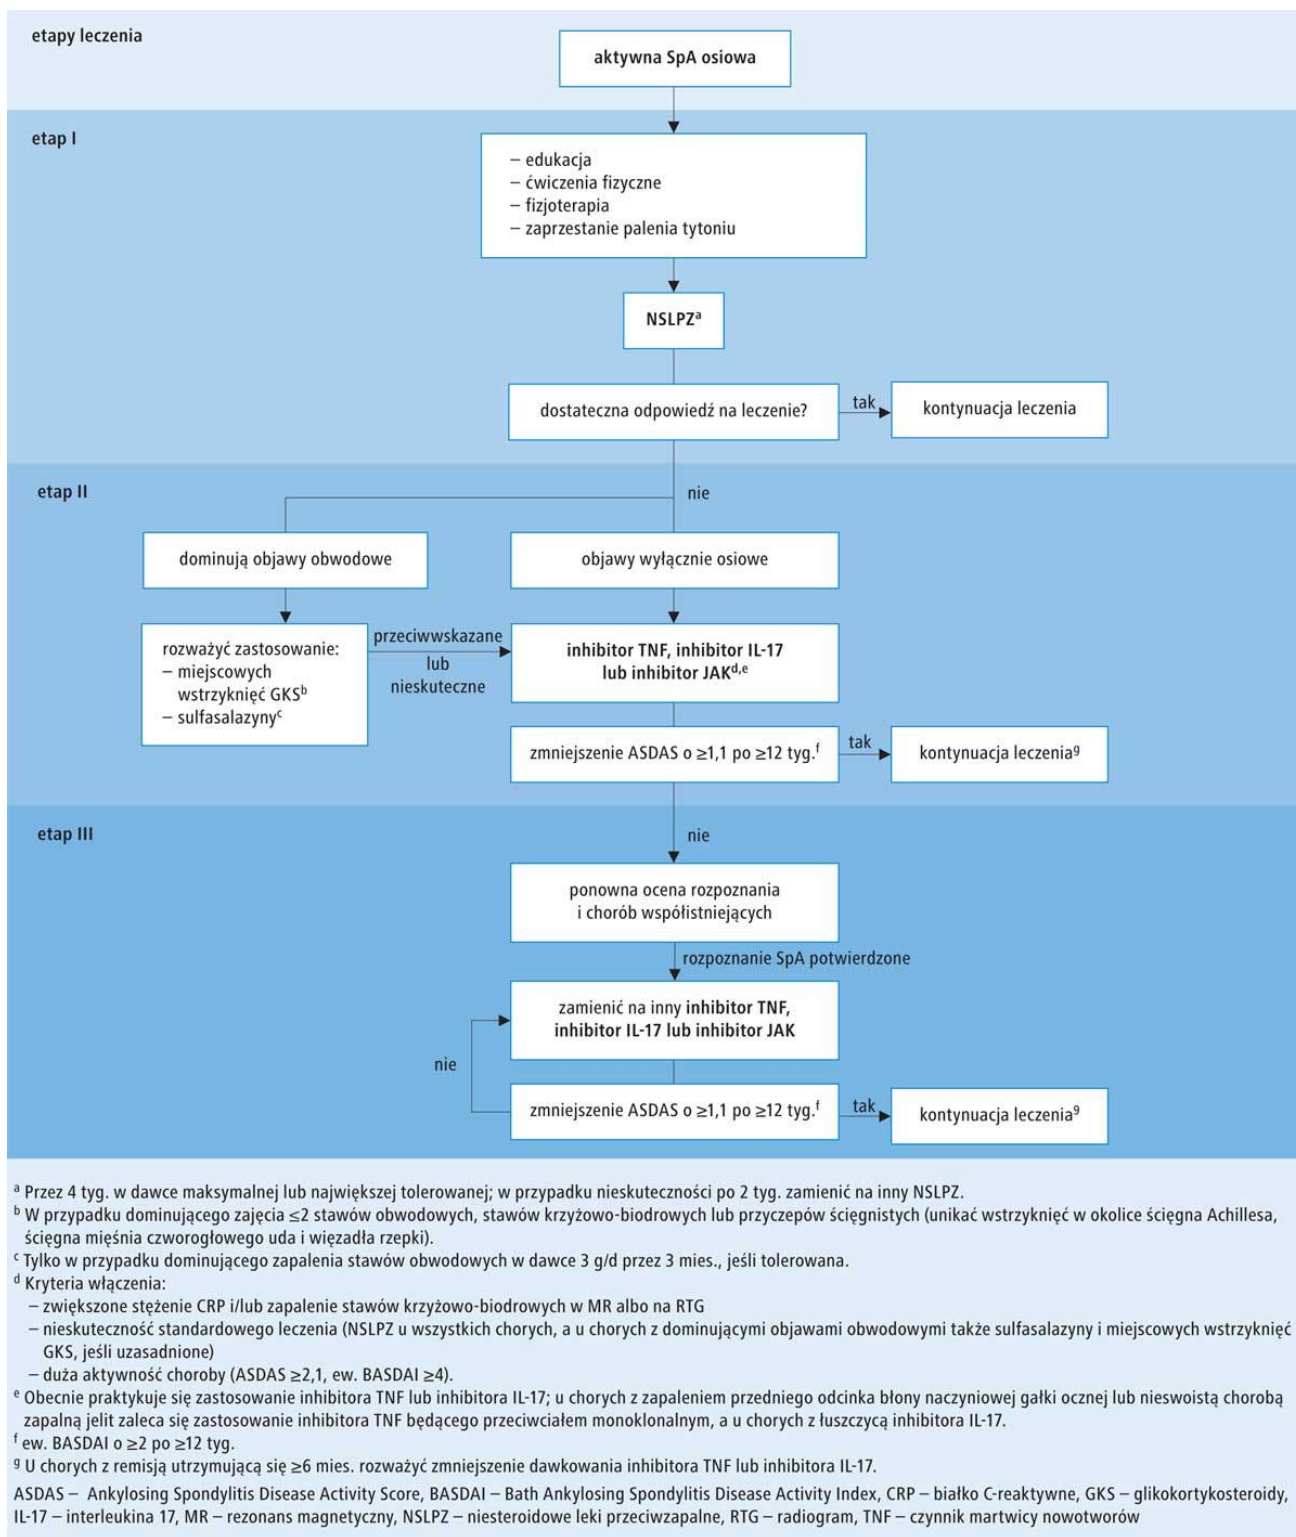 etapy leczenia
aktywna SpA osiowa
etap I
– edukacja
– ćwiczenia fizyczne
– fizjoterapia
– zaprzestanie palenia tytoniu
NSLPZᵃ
dostateczna odpowiedź na leczenie?
tak
kontynuacja leczenia
etap II
nie
dominują objawy obwodowe
objawy wyłącznie osiowe
rozważyć zastosowanie:
– miejscowych
wstrzyknięć GKSᵇ
– sulfasalazynyᶜ
przeciwwskazane
lub
nieskuteczne
inhibitor TNF, inhibitor IL-17
lub inhibitor JAKᵈ,ᵉ
zmniejszenie ASDAS o ≥1,1 po ≥12 tyg.ᶠ
tak
kontynuacja leczeniaᵍ
etap III
nie
ponowna ocena rozpoznania
i chorób współistniejących
rozpoznanie SpA potwierdzone
zamienić na inny inhibitor TNF,
inhibitor IL-17 lub inhibitor JAK
nie
zmniejszenie ASDAS o ≥1,1 po ≥12 tyg.ᶠ
tak
kontynuacja leczeniaᵍ
ᵃ Przez 4 tyg. w dawce maksymalnej lub największej tolerowanej; w przypadku nieskuteczności po 2 tyg. zamienić na inny NSLPZ.
ᵇ W przypadku dominującego zajęcia ≤2 stawów obwodowych, stawów krzyżowo-biodrowych lub przyczepów ścięgnistych (unikać wstrzyknięć w okolice ścięgna Achillesa,
ścięgna mięśnia czworogłowego uda i więzadła rzepki).
ᶜ Tylko w przypadku dominującego zapalenia stawów obwodowych w dawce 3 g/d przez 3 mies., jeśli tolerowana.
ᵈ Kryteria włączenia:
– zwiększone stężenie CRP i/lub zapalenie stawów krzyżowo-biodrowych w MR albo na RTG
– nieskuteczność standardowego leczenia (NSLPZ u wszystkich chorych, a u chorych z dominującymi objawami obwodowymi także sulfasalazyny i miejscowych wstrzyknięć
GKS, jeśli uzasadnione)
– duża aktywność choroby (ASDAS ≥2,1, ew. BASDAI ≥4).
ᵉ Obecnie praktykuje się zastosowanie inhibitora TNF lub inhibitora IL-17; u chorych z zapaleniem przedniego odcinka błony naczyniowej gałki ocznej lub nieswoistą chorobą
zapalną jelit zaleca się zastosowanie inhibitora TNF będącego przeciwciałem monoklonalnym, a u chorych z łuszczycą inhibitora IL-17.
ᶠ ew. BASDAI o ≥2 po ≥12 tyg.
ᵍ U chorych z remisją utrzymującą się ≥6 mies. rozważyć zmniejszenie dawkowania inhibitora TNF lub inhibitora IL-17.
ASDAS – Ankylosing Spondylitis Disease Activity Score, BASDAI – Bath Ankylosing Spondylitis Disease Activity Index, CRP – białko C-reaktywne, GKS – glikokortykosteroidy,
IL-17 – interleukina 17, MR – rezonans magnetyczny, NSLPZ – niesteroidowe leki przeciwzapalne, RTG – radiogram, TNF – czynnik martwicy nowotworów